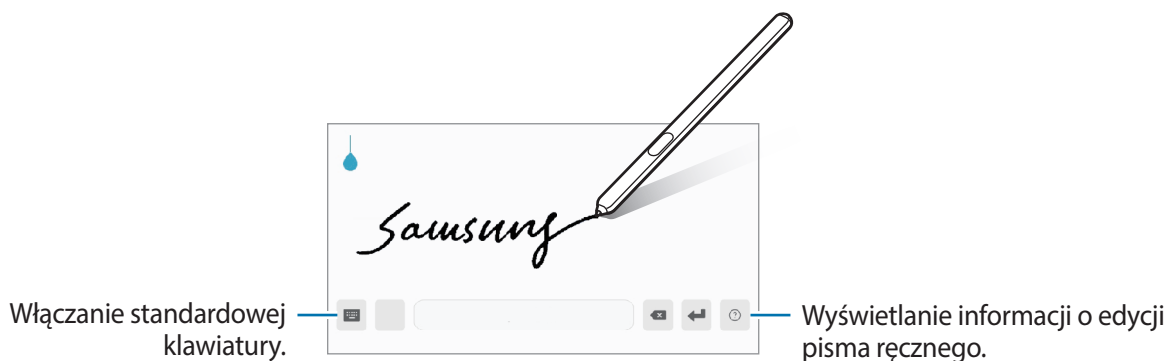 Samsung
Włączanie standardowej
klawiatury.
Wyświetlanie informacji o edycji
pisma ręcznego.